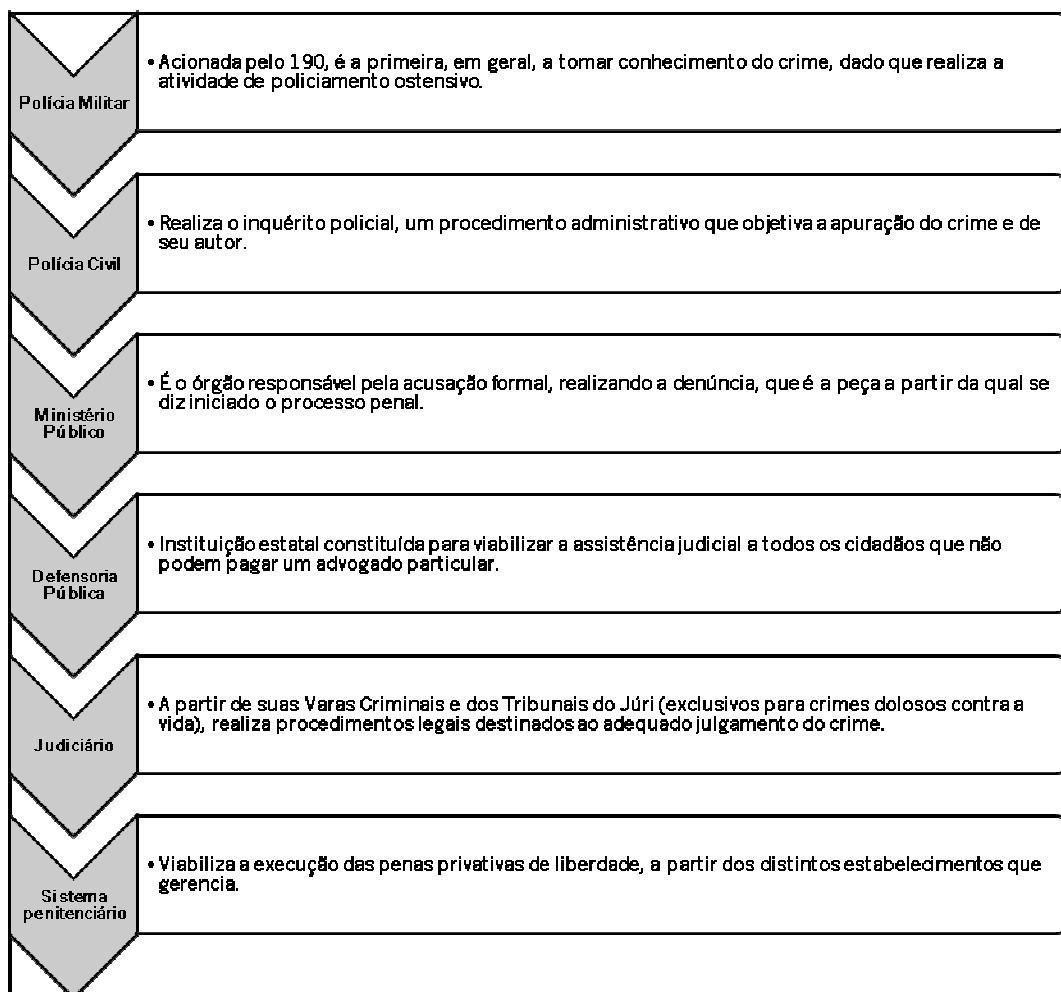 Polícia Militar
• Acionada pelo 190, é a primeira, em geral, a tomar conhecimento do crime, dado que realiza a
atividade de policiamento ostensivo.
Polícia Civil
• Realiza o inquérito policial, um procedimento administrativo que objetiva a apuração do crime e de
seu autor.
Ministério
Público
• É o órgão responsável pela acusação formal, realizando a denúncia, que é a peça a partir da qual se
diz iniciado o processo penal.
Defensoria
Pública
• Instituição estatal constituída para viabilizar a assistência judicial a todos os cidadãos que não
podem pagar um advogado particular.
Judiciário
• A partir de suas Varas Criminais e dos Tribunais do Júri (exclusivos para crimes dolosos contra a
vida), realiza procedimentos legais destinados ao adequado julgamento do crime.
Sistema
penitenciário
• Viabiliza a execução das penas privativas de liberdade, a partir dos distintos estabelecimentos que
gerencia.